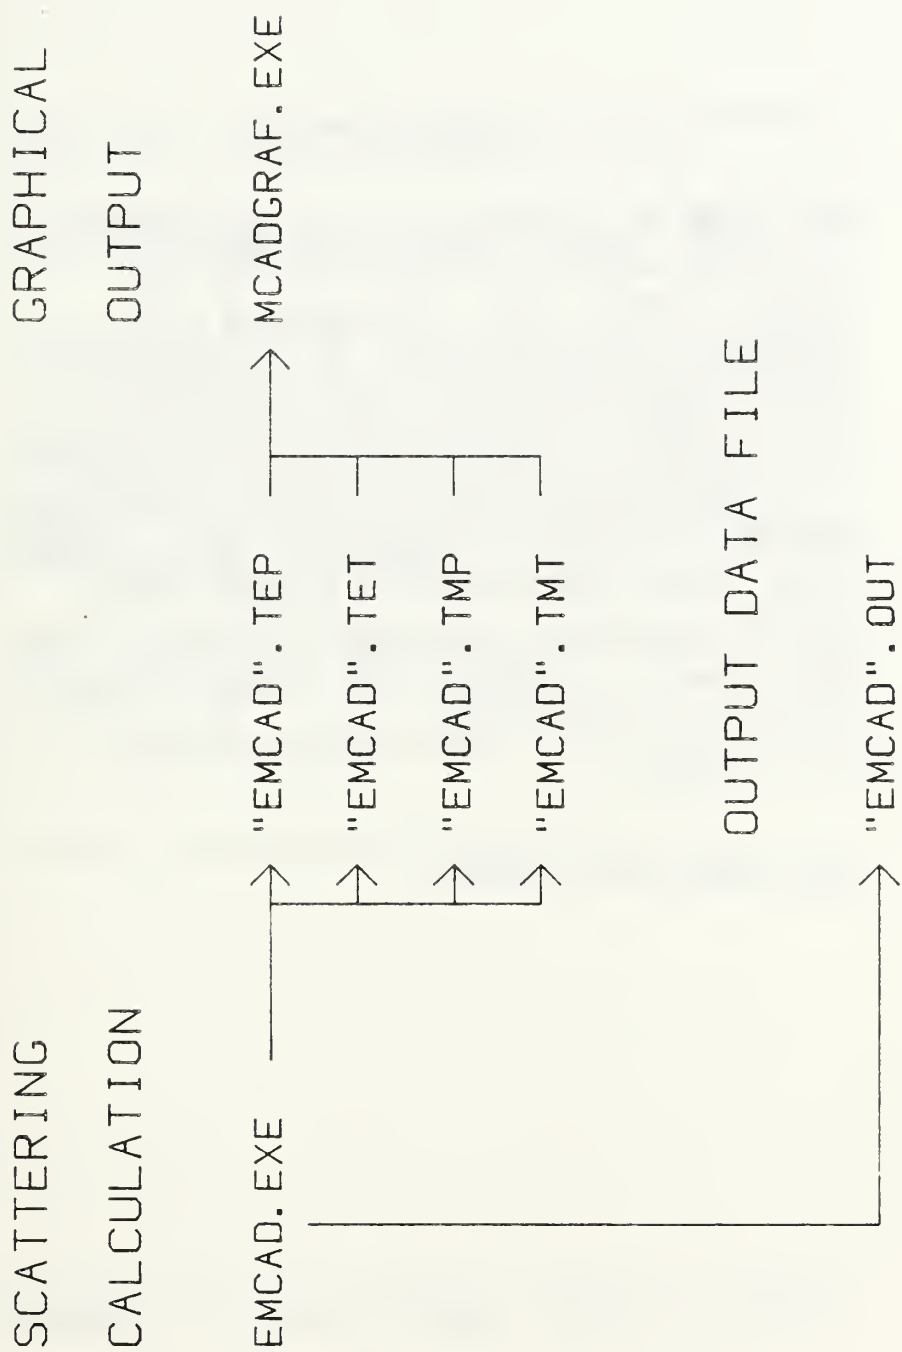 SCATTERING
CALCULATION
GRAPHICAL
OUTPUT
EMCAD.EXE
"EMCAD".TEP
"EMCAD".TET
"EMCAD".TMP
"EMCAD".TMT
MCADGRAF.EXE
OUTPUT DATA FILE
"EMCAD".OUT